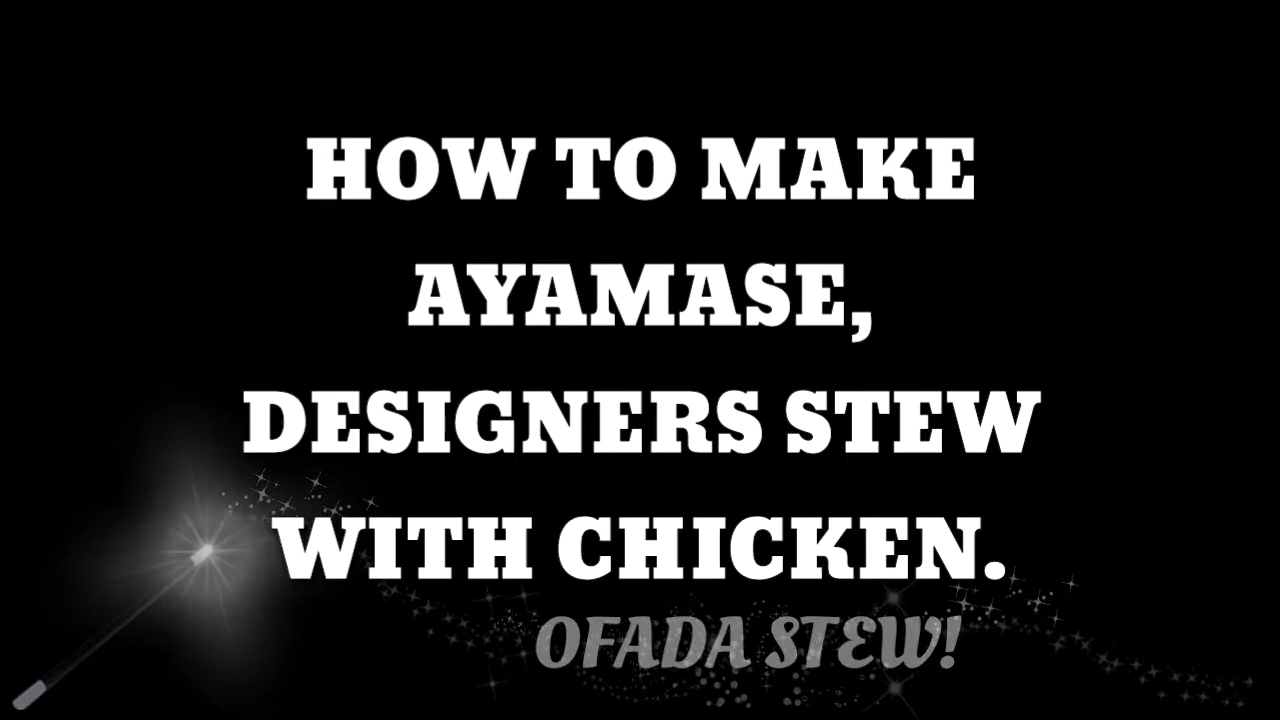 HOW TO MAKE
AYAMASE,
DESIGNERS STEW
WITH CHICKEN.
OFADA STEW!